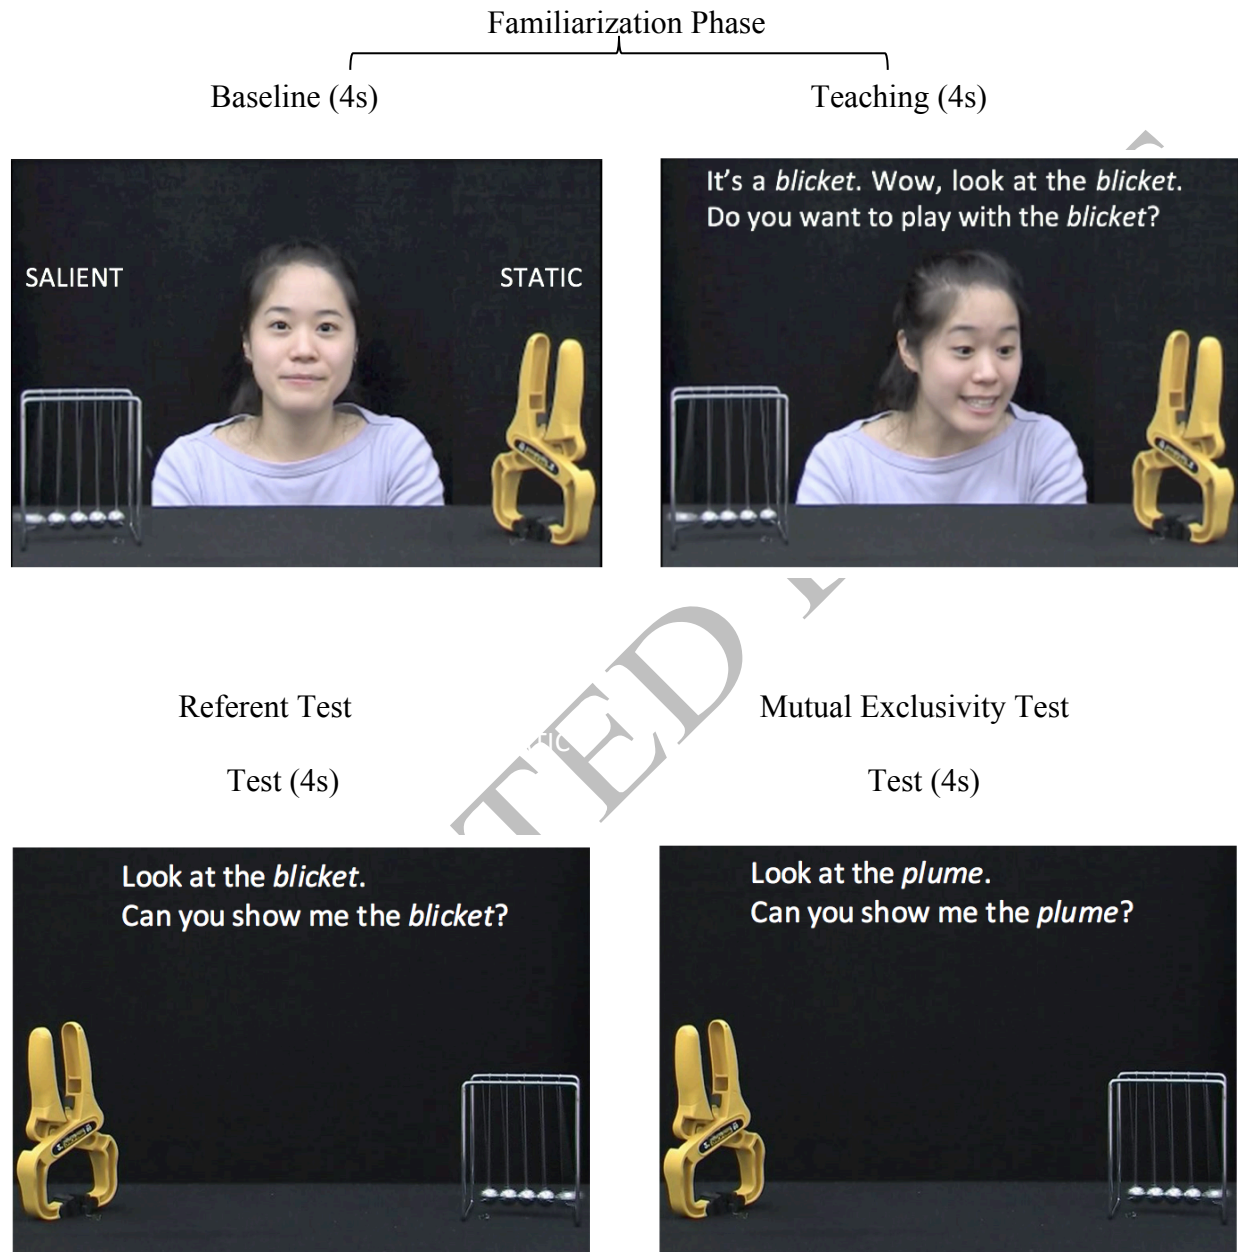 Familiarization Phase
Baseline (4s)
Teaching (4s)
SALIENT
STATIC
It's a blicket. Wow, look at the blicket.
Do you want to play with the blicket?
Referent Test
Mutual Exclusivity Test
Test (4s)
Test (4s)
Look at the blicket.
Can you show me the blicket?
Look at the plume.
Can you show me the plume?